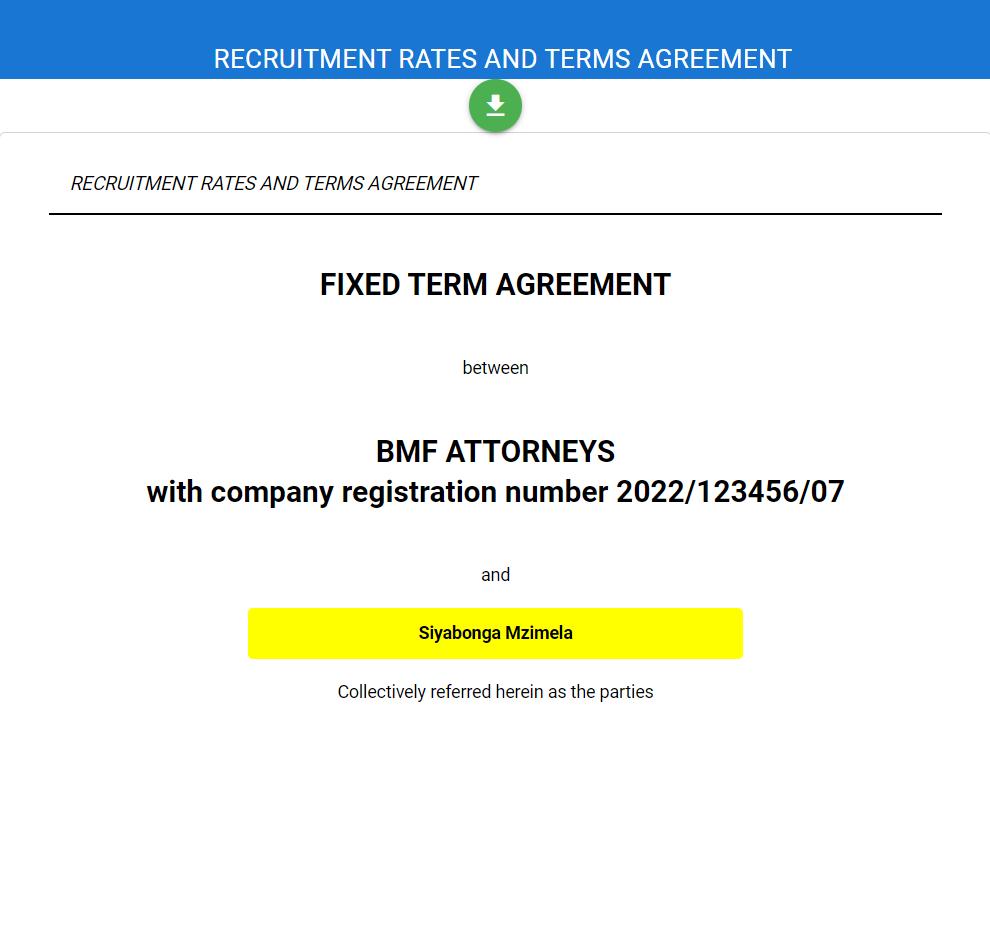 RECRUITMENT RATES AND TERMS AGREEMENT
RECRUITMENT RATES AND TERMS AGREEMENT
FIXED TERM AGREEMENT
between
BMF ATTORNEYS
with company registration number 2022/123456/07
and
Siyabonga Mzimela
Collectively referred herein as the parties